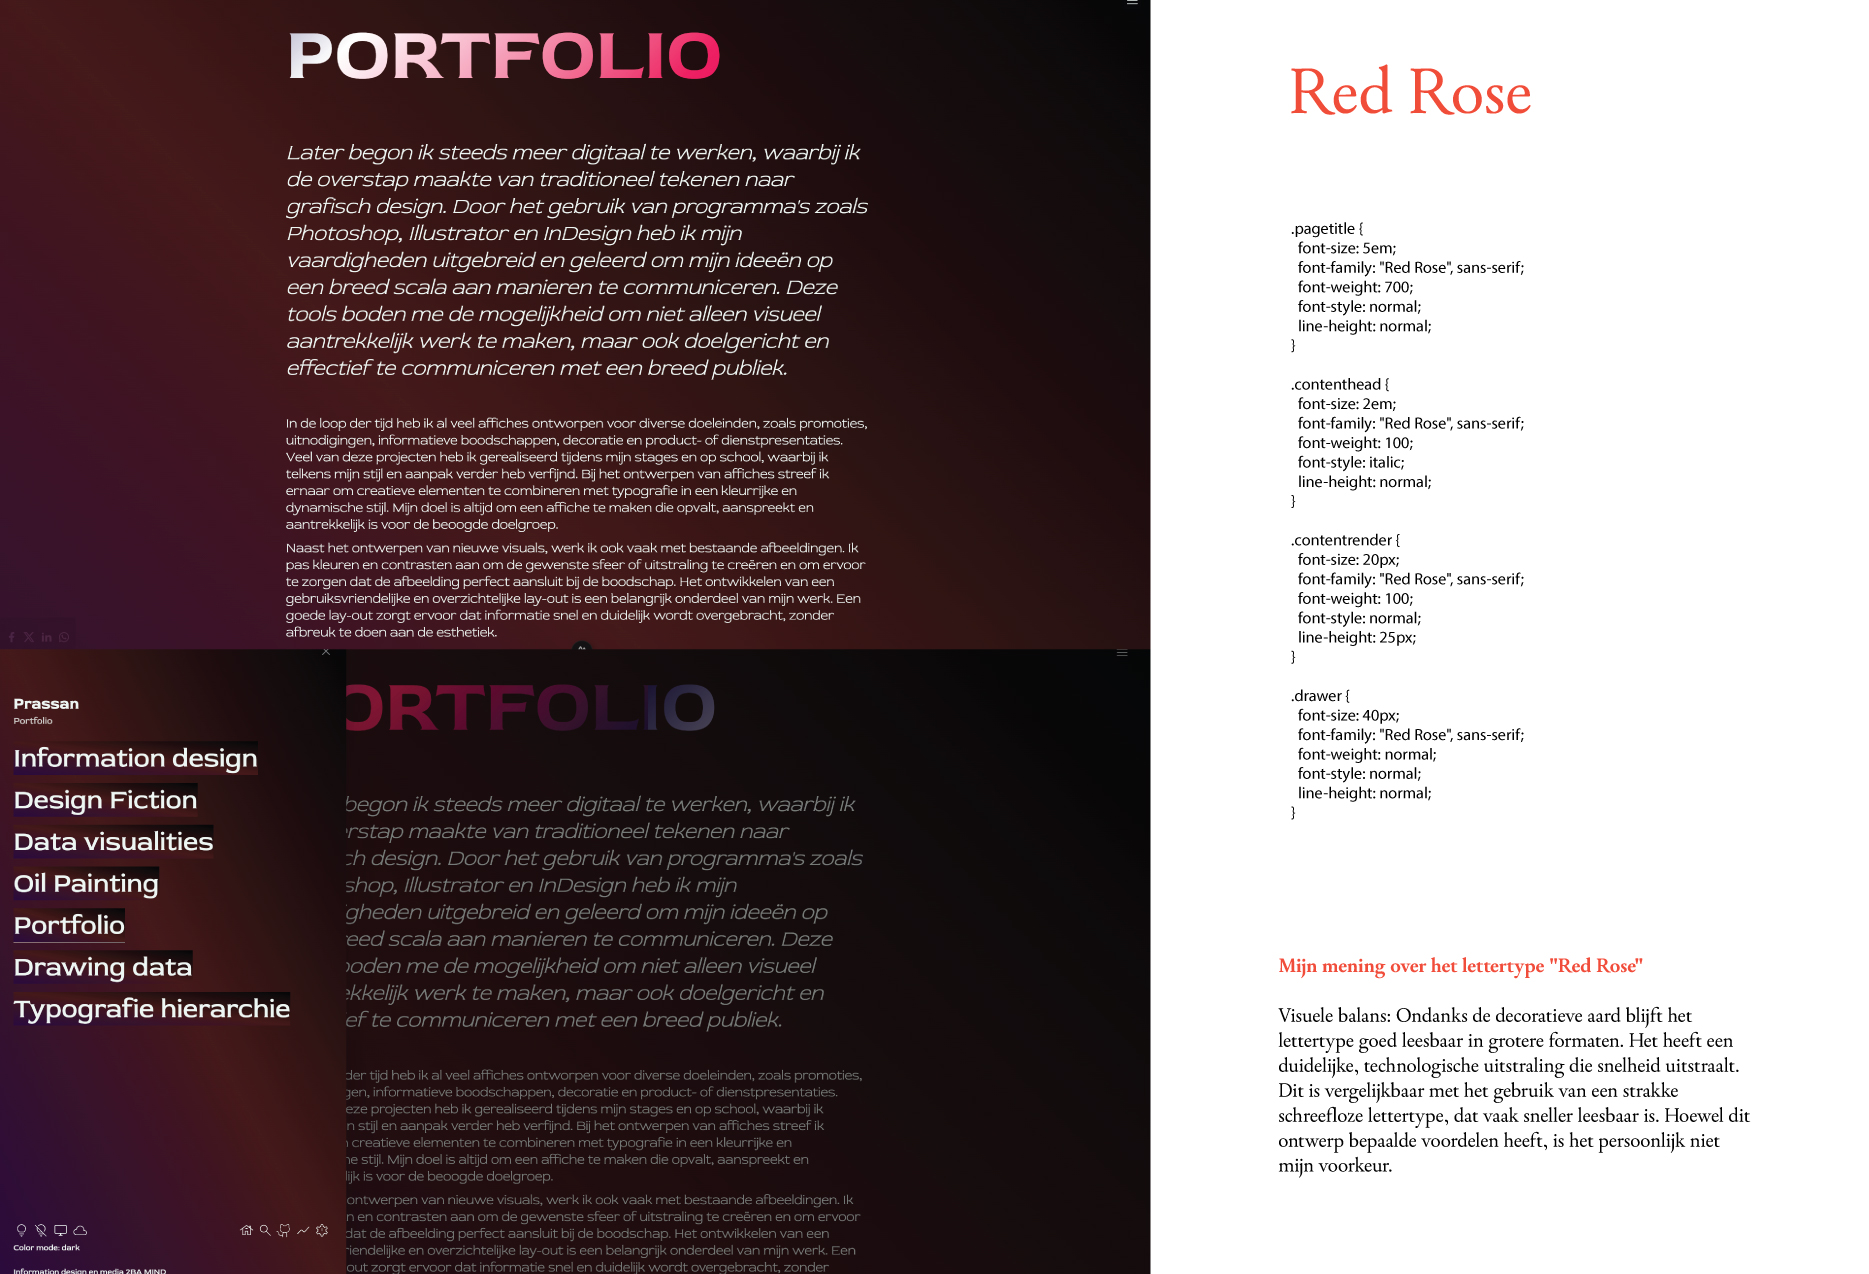 PORTFOLIO
Later begon ik steeds meer digitaal te werken, waarbij ik
de overstap maakte van traditioneel tekenen naar
grafisch design. Door het gebruik van programma's zoals
Photoshop, Illustrator en InDesign heb ik mijn
vaardigheden uitgebreid en geleerd om mijn ideeën op
een breed scala aan manieren te communiceren. Deze
tools boden me de mogelijkheid om niet alleen visueel
aantrekkelijk werk te maken, maar ook doelgericht en
effectief te communiceren met een breed publiek.
In de loop der tijd heb ik al veel affiches ontworpen voor diverse doeleinden, zoals promoties,
uitnodigingen, informatieve boodschappen, decoratie en product- of dienstpresentaties.
Veel van deze projecten heb ik gerealiseerd tijdens mijn stages en op school, waarbij ik
telkens mijn stijl en aanpak verder heb verfijnd. Bij het ontwerpen van affiches streef ik
ernaar om creatieve elementen te combineren met typografie in een kleurrijke en
dynamische stijl. Mijn doel is altijd om een affiche te maken die opvalt, aanspreekt en
aantrekkelijk is voor de beoogde doelgroep.
Naast het ontwerpen van nieuwe visuals, werk ik ook vaak met bestaande afbeeldingen. Ik
pas kleuren en contrasten aan om de gewenste sfeer of uitstraling te creëren en om ervoor
te zorgen dat de afbeelding perfect aansluit bij de boodschap. Het ontwikkelen van een
gebruiksvriendelijke en overzichtelijke lay-out is een belangrijk onderdeel van mijn werk. Een
goede lay-out zorgt ervoor dat informatie snel en duidelijk wordt overgebracht, zonder
afbreuk te doen aan de esthetiek.
Prassan
Portfolio
Information design
Design Fiction
Data visualities
Oil Painting
Portfolio
Drawing data
Typografie hierarchie
Color mode: dark
Information design en media 2BA MIND
ORTFOLIO
begon ik steeds meer digitaal te werken, waarbij ik
erstap maakte van traditioneel tekenen naar
ch design. Door het gebruik van programma's zoals
shop, Illustrator en InDesign heb ik mijn
igheden uitgebreid en geleerd om mijn ideeën op
reed scala aan manieren te communiceren. Deze
boden me de mogelijkheid om niet alleen visueel
ekkelijk werk te maken, maar ook doelgericht en
ef te communiceren met een breed publiek.
der tijd heb ik al veel affiches ontworpen voor diverse doeleinden, zoals promoties,
gen, informatieve boodschappen, decoratie en product- of dienstpresentaties.
eze projecten heb ik gerealiseerd tijdens mijn stages en op school, waarbij ik
n stijl en aanpak verder heb verfijnd. Bij het ontwerpen van affiches streef ik
creatieve elementen te combineren met typografie in een kleurrijke en
he stijl. Mijn doel is altijd om een affiche te maken die opvalt, aanspreekt en
lijk is voor de beoogde doelgroep.
ontwerpen van nieuwe visuals, werk ik ook vaak met bestaande afbeeldingen. Ik
n en contrasten aan om de gewenste sfeer of uitstraling te creëren en om ervoor
dat de afbeelding perfect aansluit bij de boodschap. Het ontwikkelen van een
riendelijke en overzichtelijke lay-out is een belangrijk onderdeel van mijn werk. Een
out zorgt ervoor dat informatie snel en duidelijk wordt overgebracht, zonder
Red Rose
.pagetitle {
font-size: 5em;
font-family: "Red Rose", sans-serif;
font-weight: 700;
font-style: normal;
line-height: normal;
}
.contenthead {
font-size: 2em;
font-family: "Red Rose", sans-serif;
font-weight: 100;
font-style: italic;
line-height: normal;
}
.contentrender {
font-size: 20px;
font-family: "Red Rose", sans-serif;
font-weight: 100;
font-style: normal;
line-height: 25px;
}
.drawer {
font-size: 40px;
font-family: "Red Rose", sans-serif;
font-weight: normal;
font-style: normal;
line-height: normal;
}
Mijn mening over het lettertype "Red Rose"
Visuele balans: Ondanks de decoratieve aard blijft het
lettertype goed leesbaar in grotere formaten. Het heeft een
duidelijke, technologische uitstraling die snelheid uitstraalt.
Dit is vergelijkbaar met het gebruik van een strakke
schreefloze lettertype, dat vaak sneller leesbaar is. Hoewel dit
ontwerp bepaalde voordelen heeft, is het persoonlijk niet
mijn voorkeur.